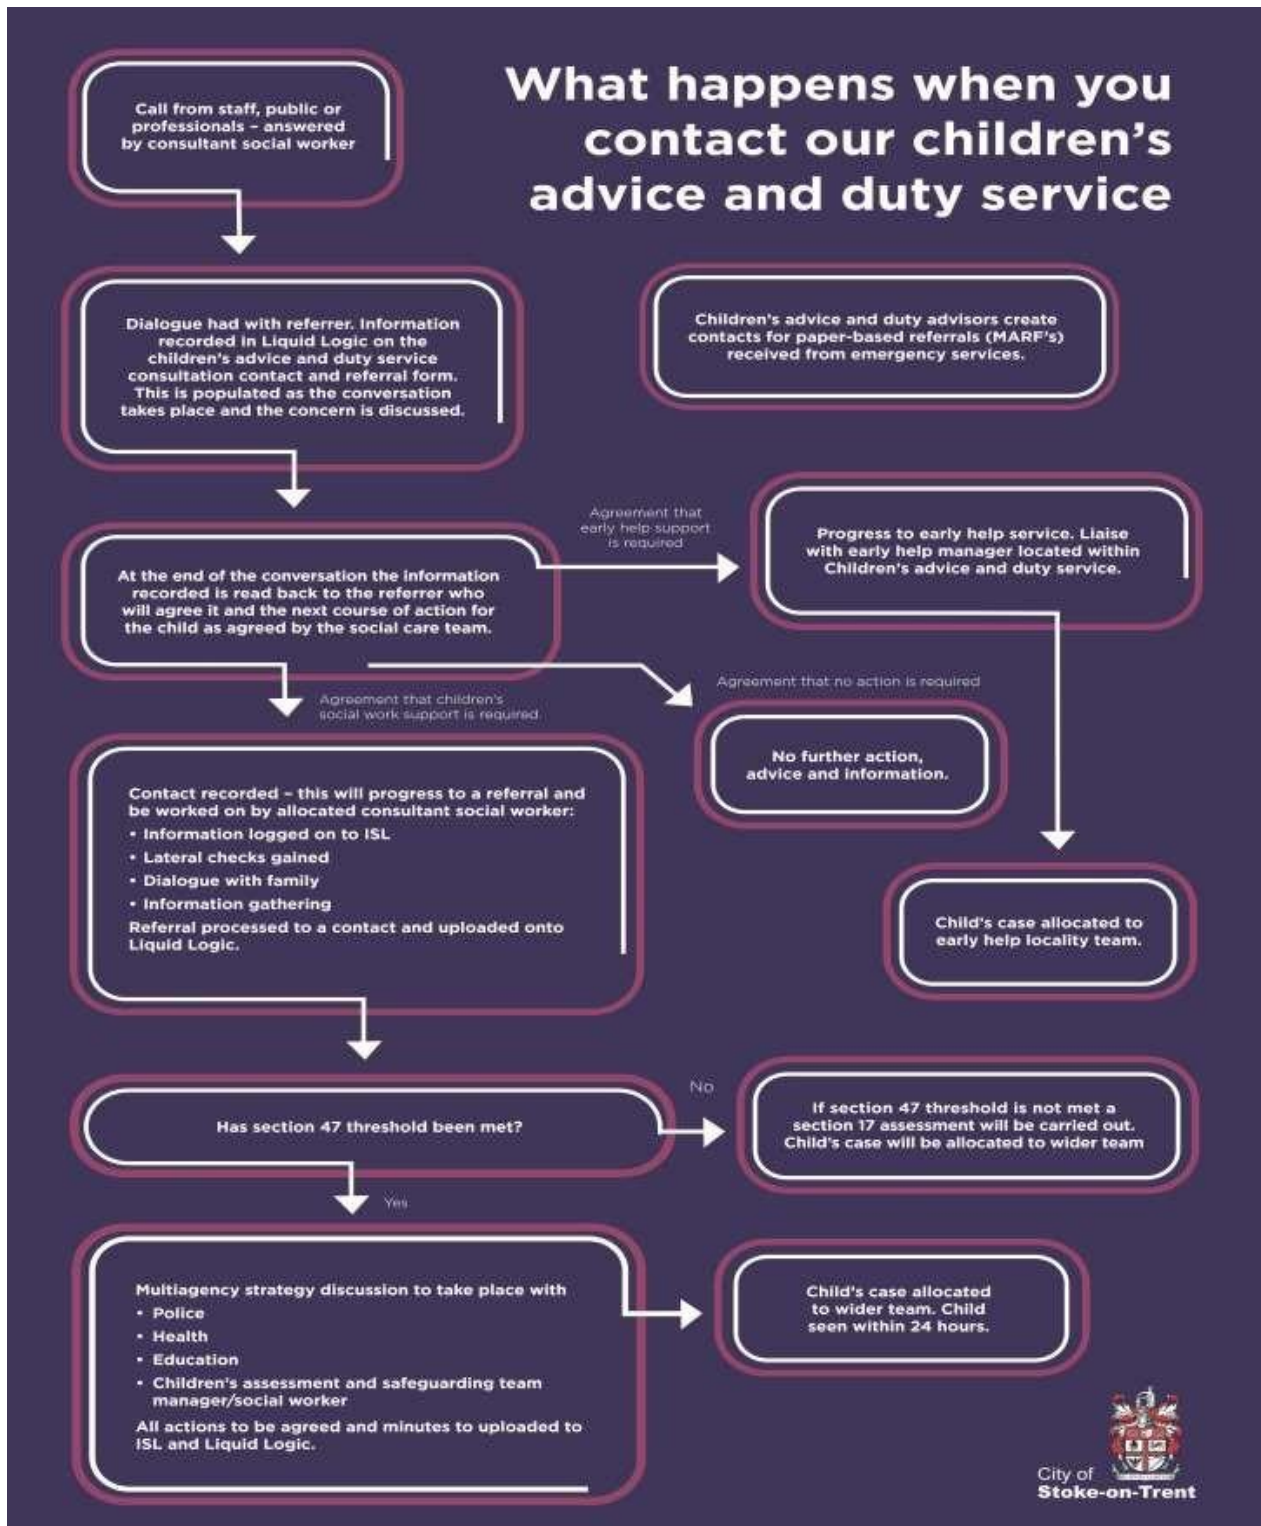 What happens when you
contact our children's
advice and duty service
Call from staff, public or
professionals – answered
by consultant social worker
Dialogue had with referrer. Information
recorded in Liquid Logic on the
children's advice and duty service
consultation contact and referral form.
This is populated as the conversation
takes place and the concern is discussed.
Children's advice and duty advisors create
contacts for paper-based referrals (MARF's)
received from emergency services.
At the end of the conversation the information
recorded is read back to the referrer who
will agree it and the next course of action for
the child as agreed by the social care team.
Agreement that
early help support
is required
Progress to early help service. Liaise
with early help manager located within
Children's advice and duty service.
Agreement that no action is required
No further action,
advice and information.
Agreement that children's
social work support is required
Contact recorded – this will progress to a referral and
be worked on by allocated consultant social worker:
• Information logged on to ISL
• Lateral checks gained
• Dialogue with family
• Information gathering
Referral processed to a contact and uploaded onto
Liquid Logic.
Child's case allocated to
early help locality team.
Has section 47 threshold been met?
No
If section 47 threshold is not met a
section 17 assessment will be carried out.
Child's case will be allocated to wider team
Yes
Multiagency strategy discussion to take place with
• Police
• Health
• Education
• Children's assessment and safeguarding team
manager/social worker
All actions to be agreed and minutes to uploaded to
ISL and Liquid Logic.
Child's case allocated
to wider team. Child
seen within 24 hours.
City of
Stoke-on-Trent